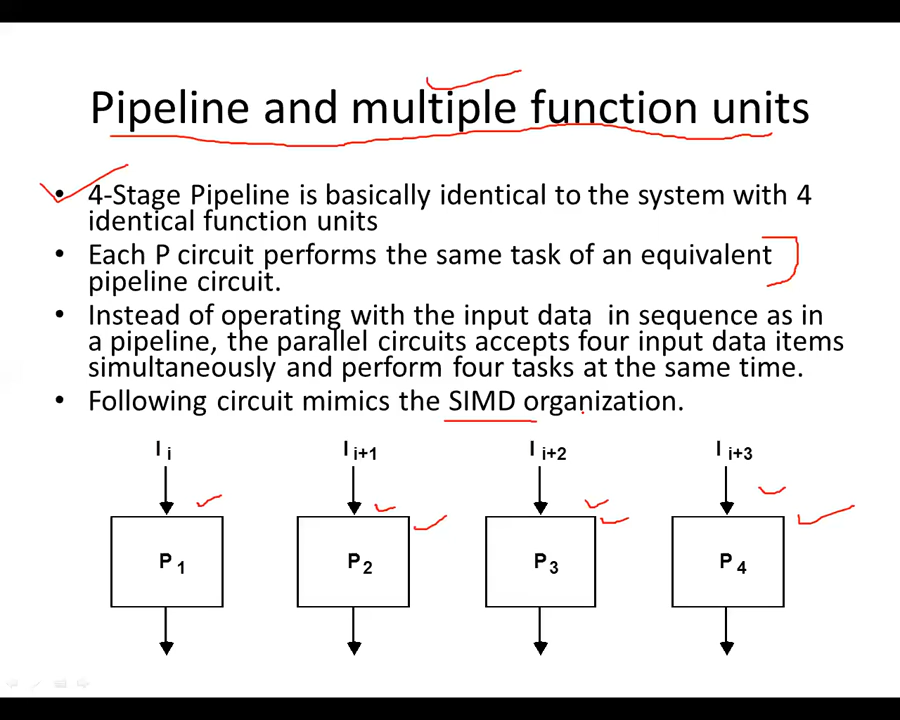 Pipeline and multiple function units
• 4-Stage Pipeline is basically identical to the system with 4
identical function units
• Each P circuit performs the same task of an equivalent
pipeline circuit.
• Instead of operating with the input data in sequence as in
a pipeline, the parallel circuits accepts four input data items
simultaneously and perform four tasks at the same time.
• Following circuit mimics the SIMD organization.
I i I i+1 I i+2 I i+3
P 1 P 2 P 3 P 4